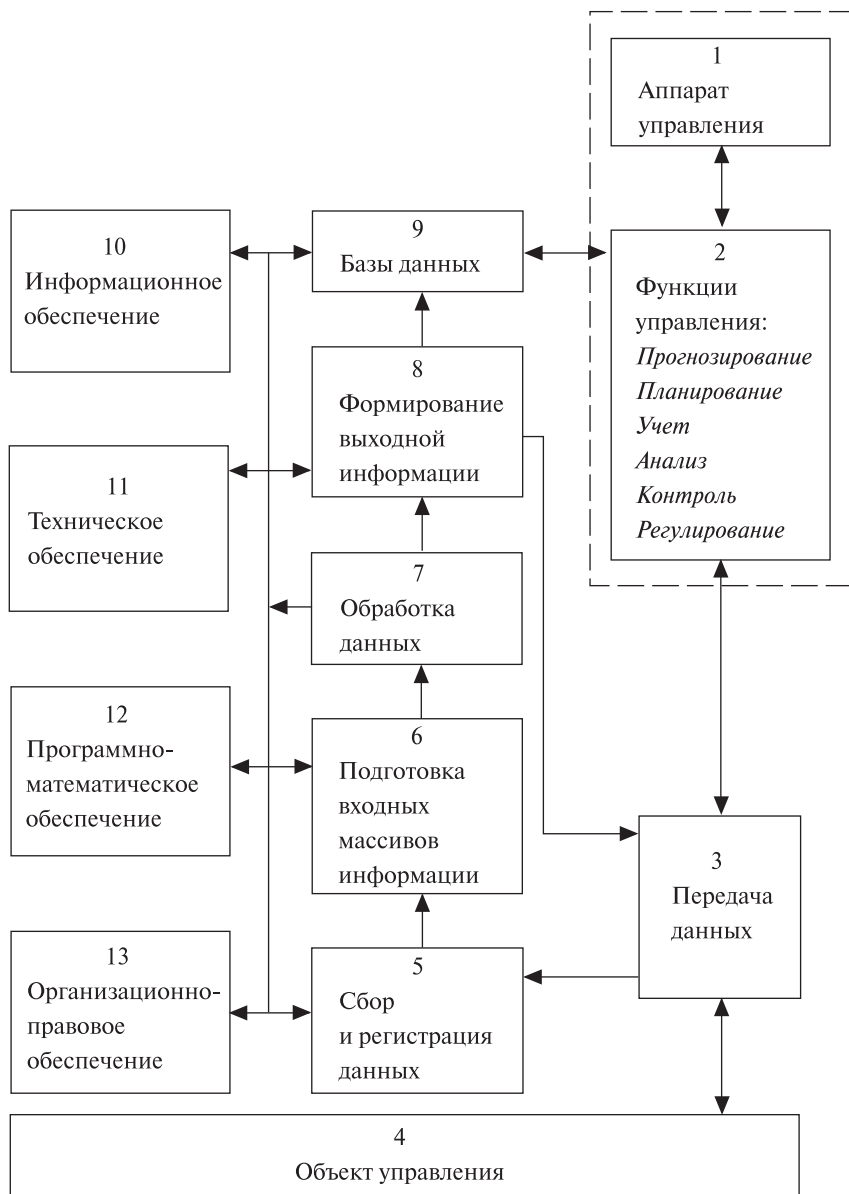 1
Аппарат
управления
10
Информационное
обеспечение
9
Базы данных
2
Функции
управления:
Прогнозирование
Планирование
Учет
Анализ
Контроль
Регулирование
8
Формирование
выходной
информации
11
Техническое
обеспечение
7
Обработка
данных
12
Программно-
математическое
обеспечение
6
Подготовка
входных
массивов
информации
3
Передача
данных
13
Организационно-
правовое
обеспечение
5
Сбор
и регистрация
данных
4
Объект управления